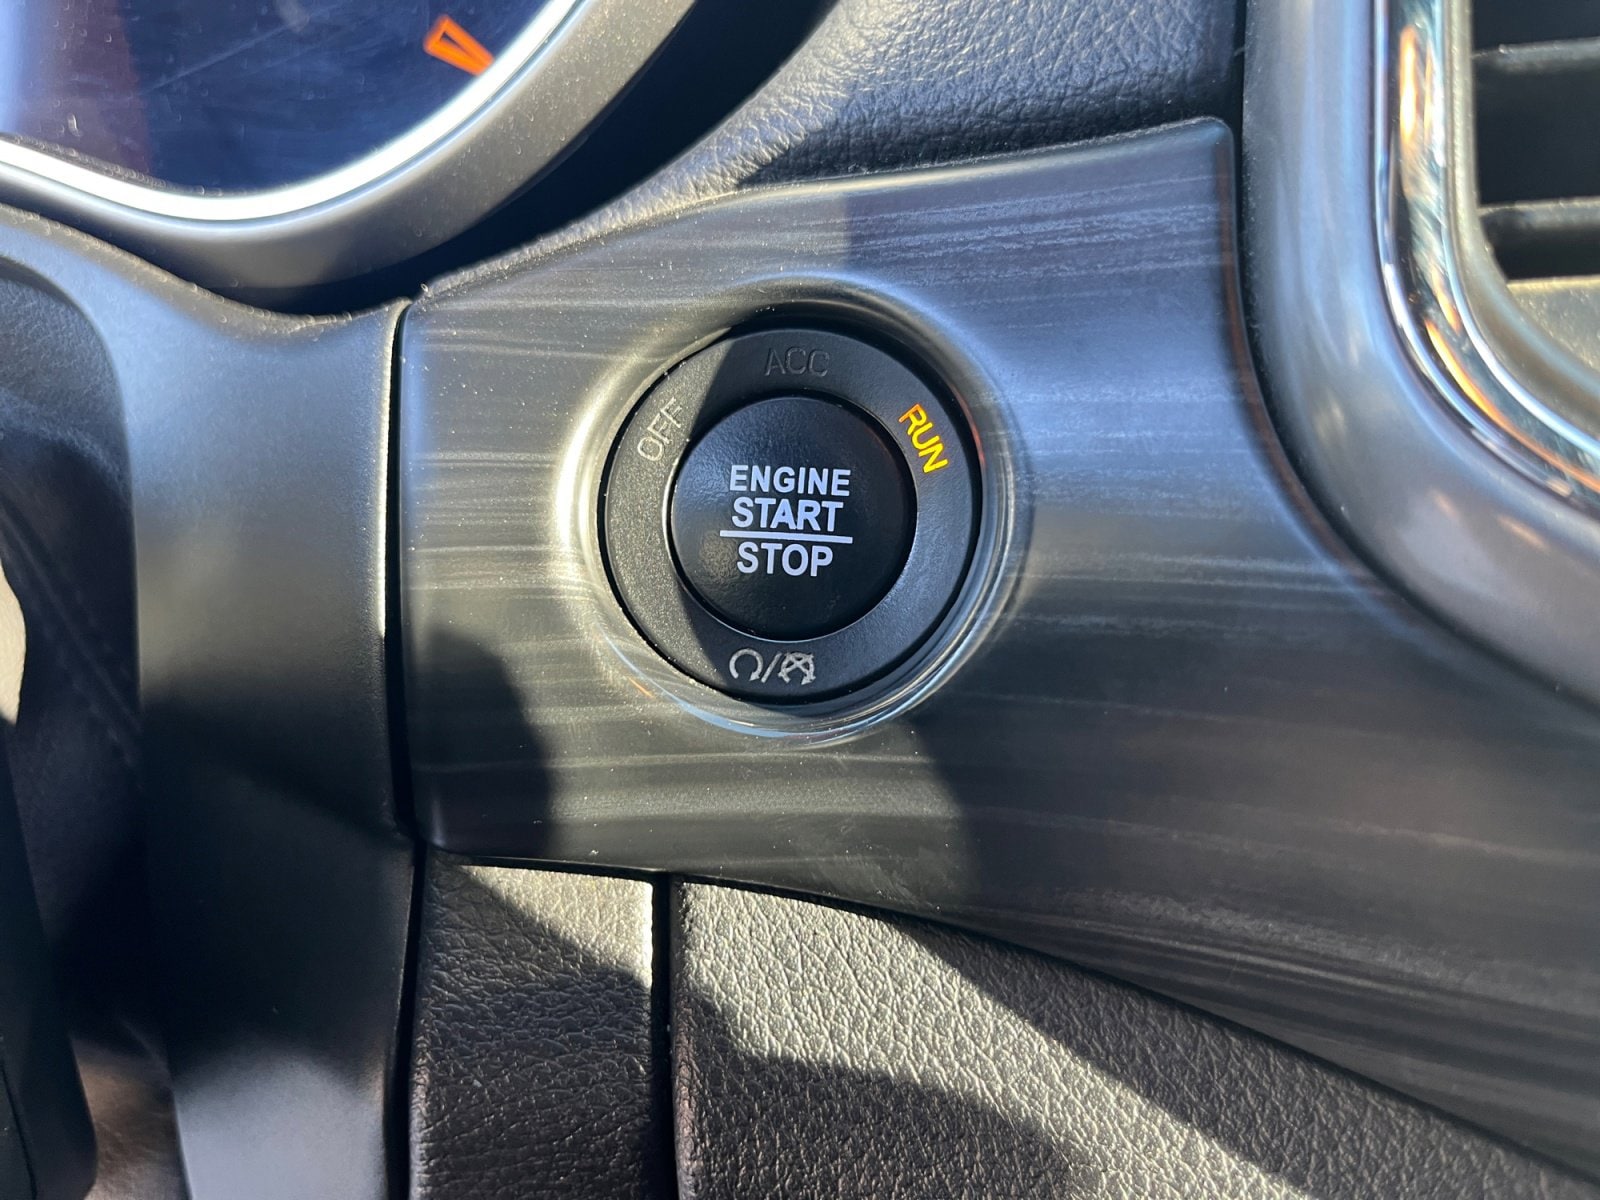 ACC
OFF
RUN
ENGINE
START
STOP